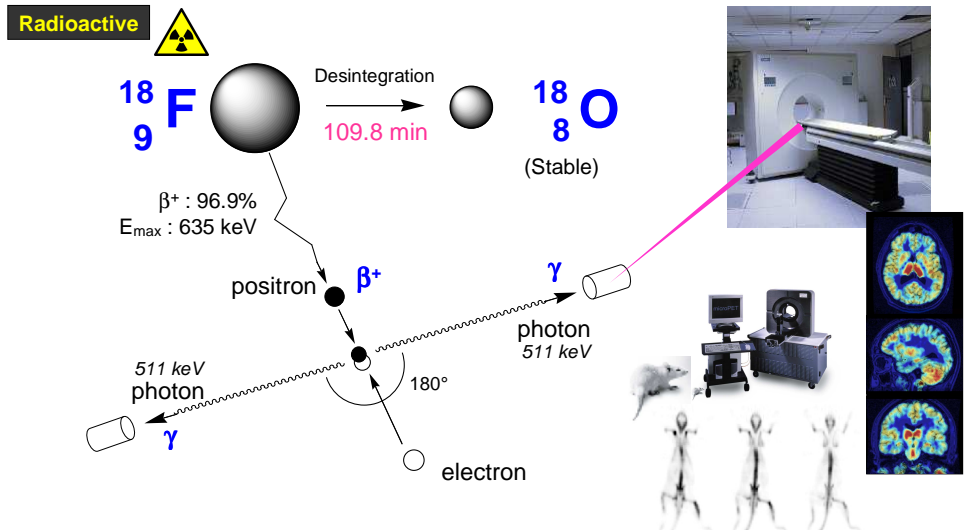 Radioactive
18
9
F
Desintegration
109.8 min
18
8
O
(Stable)
β+ : 96.9%
Emax : 635 keV
positron
β+
γ
photon
511 keV
511 keV
photon
γ
180°
electron